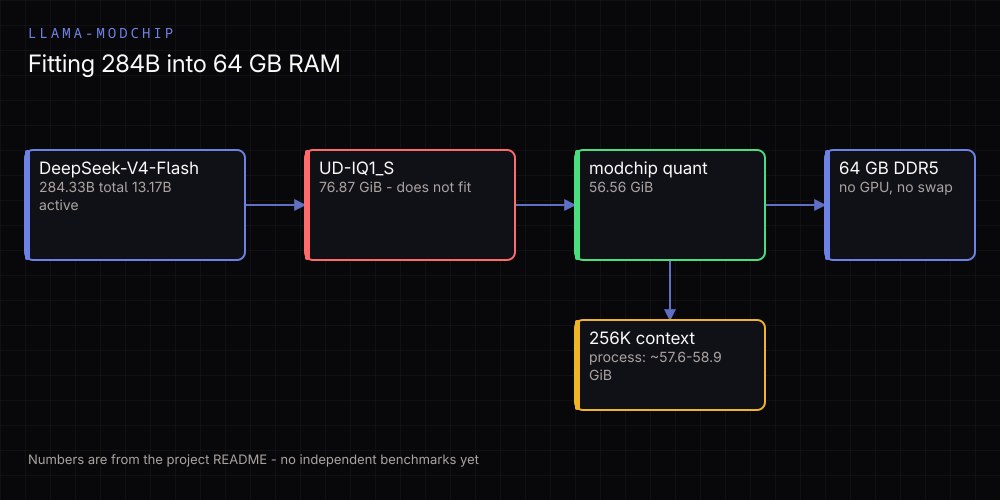 LLAMA-MODCHIP
Fitting 284B into 64 GB RAM
DeepSeek-V4-Flash
284.33B total 13.17B
active
UD-IQ1_S
76.87 GiB - does not fit
modchip quant
56.56 GiB
64 GB DDR5
no GPU, no swap
256K context
process: ~57.6-58.9
GiB
Numbers are from the project README - no independent benchmarks yet